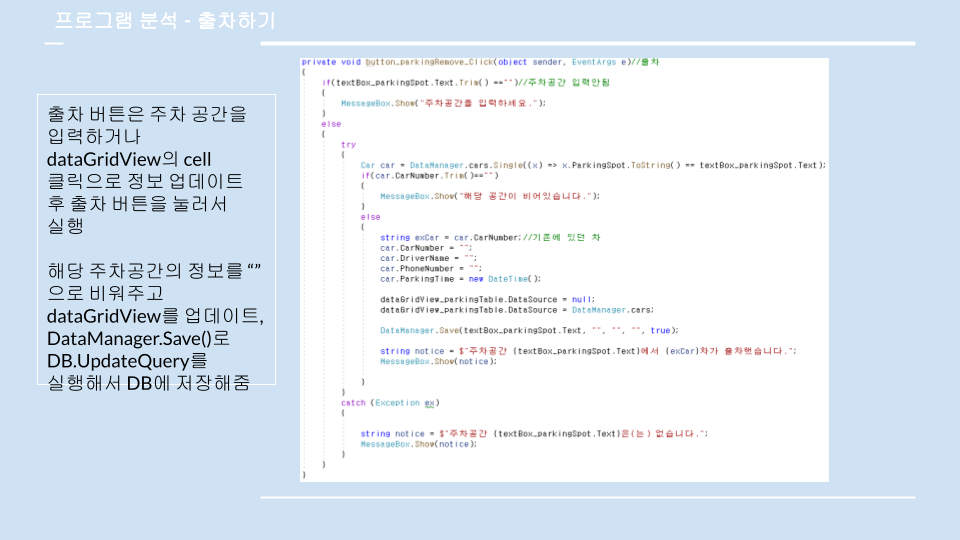 프로그램 분석 - 출차하기
출차 버튼은 주차 공간을
입력하거나
dataGridView의 cell
클릭으로 정보 업데이트
후 출차 버튼을 눌러서
실행
해당 주차공간의 정보를 “”
으로 비워주고
dataGridView를 업데이트,
DataManager.Save()로
DB.UpdateQuery를
실행해서 DB에 저장해줌
private void button_parkingRemove_Click(object sender, EventArgs e)//출차
{
if(textBox_parkingSpot.Text.Trim() =="")//주차공간 입력안됨
{
MessageBox.Show("주차공간을 입력하세요.");
}
else
{
try
{
Car car = DataManager.cars.Single((x) => x.ParkingSpot.ToString() == textBox_parkingSpot.Text);
if(car.CarNumber.Trim()=="")
{
MessageBox.Show("해당 공간이 비어있습니다.");
}
else
{
string exCar = car.CarNumber;//기존에 있던 차
car.CarNumber = "";
car.DriverName = "";
car.PhoneNumber = "";
car.ParkingTime = new DateTime();
dataGridView_parkingTable.DataSource = null;
dataGridView_parkingTable.DataSource = DataManager.cars;
DataManager.Save(textBox_parkingSpot.Text, "", "", "", true);
string notice = $"주차공간 {textBox_parkingSpot.Text}에서 {exCar}차가 출차했습니다.";
MessageBox.Show(notice);
}
}
catch (Exception ex)
{
string notice = $"주차공간 {textBox_parkingSpot.Text}은(는) 없습니다.";
MessageBox.Show(notice);
}
}
}